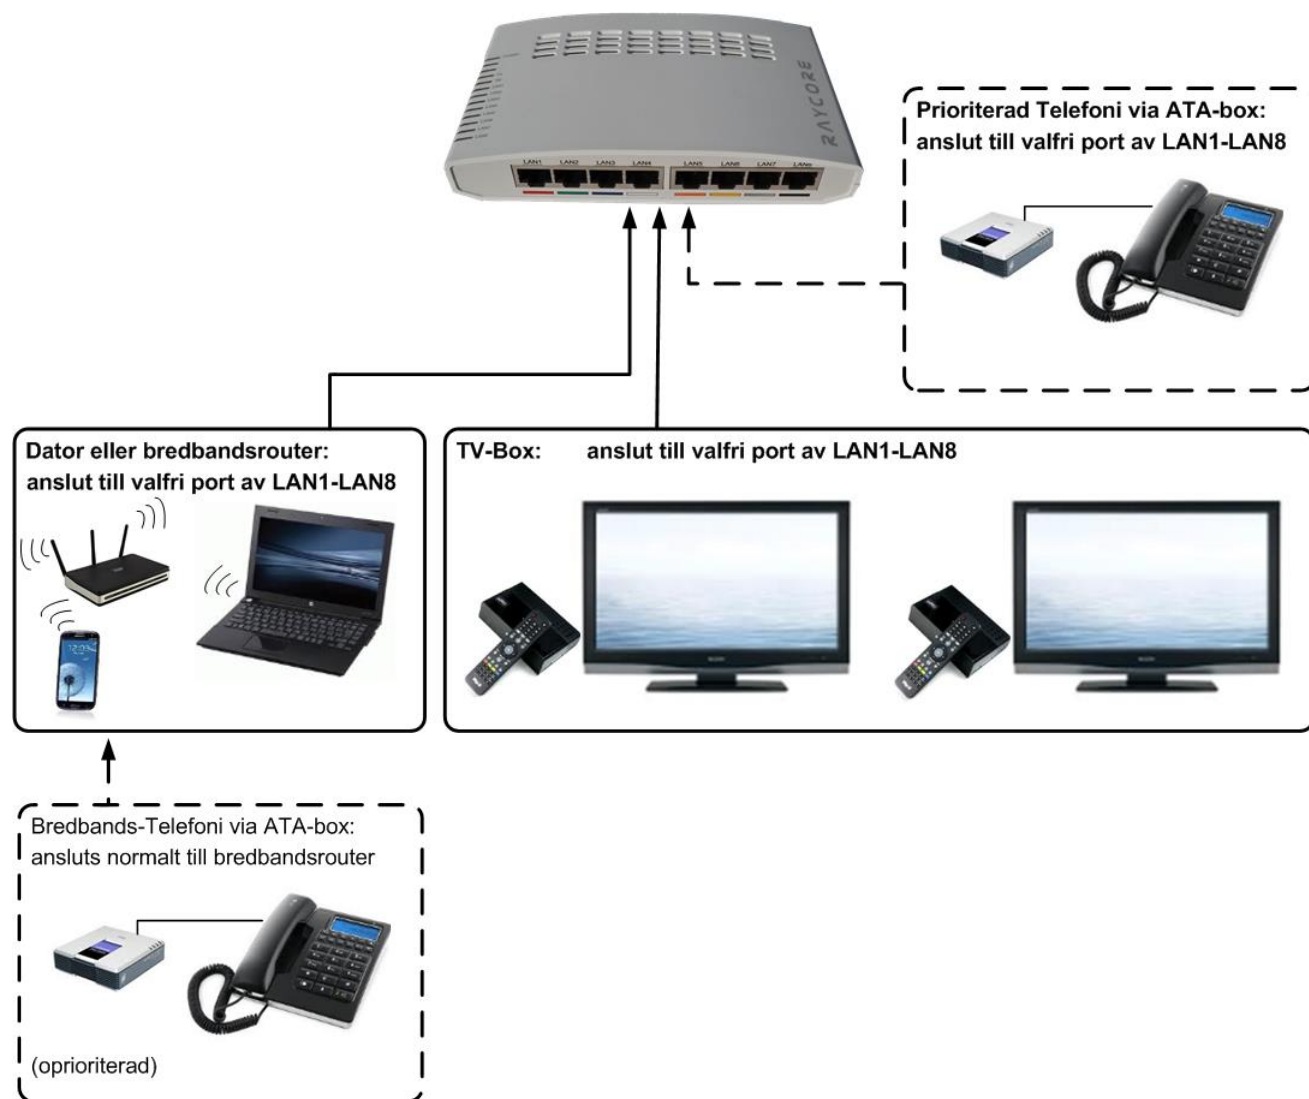 RAYCORE
LAN1 LAN2 LAN3 LAN4 LAN5 LAN6 LAN7 LAN8
Prioriterad Telefoni via ATA-box:
anslut till valfri port av LAN1-LAN8
Dator eller bredbandsrouter:
anslut till valfri port av LAN1-LAN8
TV-Box: anslut till valfri port av LAN1-LAN8
Bredbands-Telefoni via ATA-box:
ansluts normalt till bredbandsrouter
(oprioriterad)